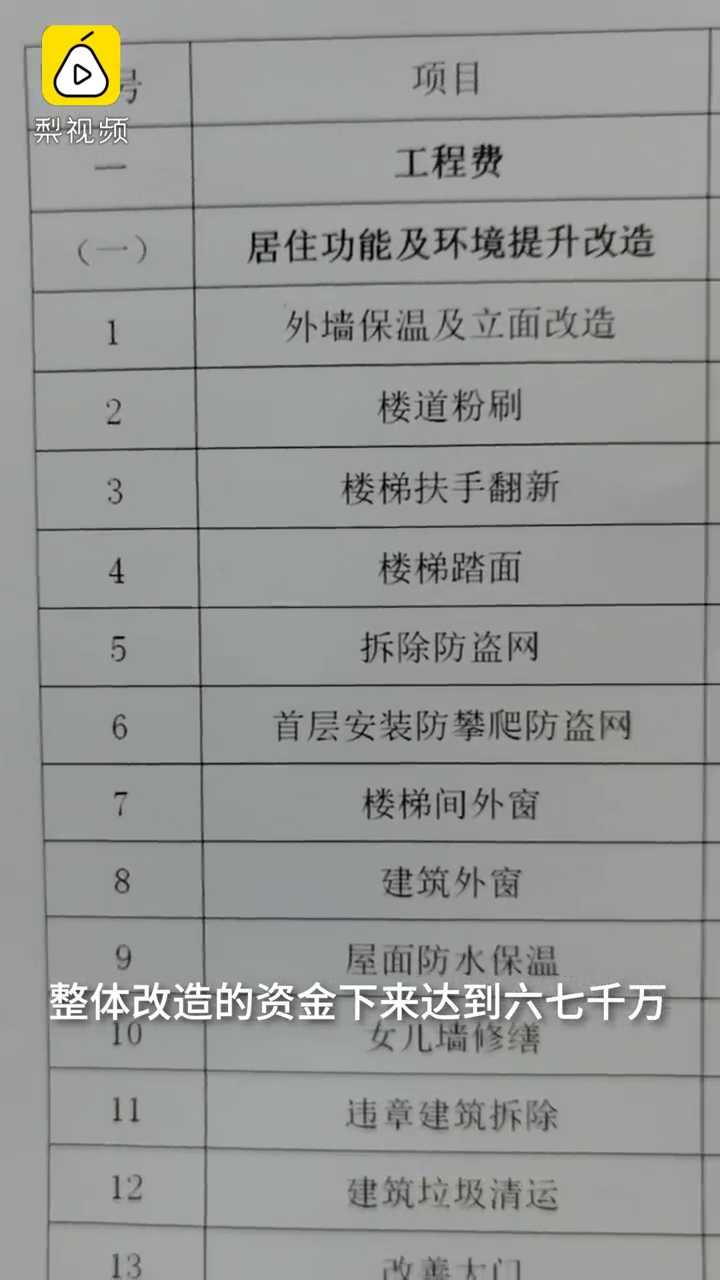 梨视频
号 项目
一 工程费
（一） 居住功能及环境提升改造
1 外墙保温及立面改造
2 楼道粉刷
3 楼梯扶手翻新
4 楼梯踏面
5 拆除防盗网
6 首层安装防攀爬防盗网
7 楼梯间外窗
8 建筑外窗
9 屋面防水保温
整体改造的资金下来达到六七千万
10 女儿墙修缮
11 违章建筑拆除
12 建筑垃圾清运
13 改善大门